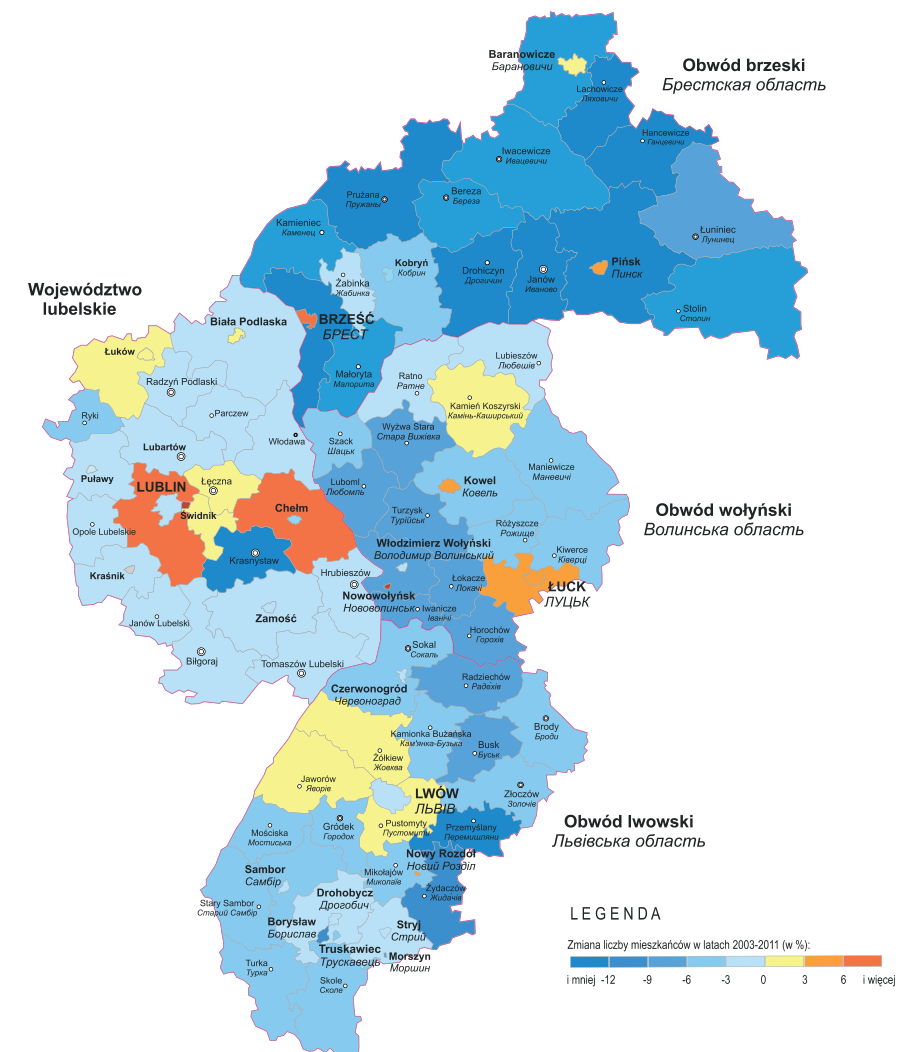 Baranowicze
Барановичи
Obwód brzeski
Брестская область
Lachowicze
Ляховичи
Hancewicze
Ганцевичи
Iwacewicze
Ивацевичи
Prużana
Пружаны
Bereza
Береза
Kamieniec
Каменец
Łuniniec
Лунинец
Kobryń
Кобрин
Żabinka
Жабинка
Drohiczyn
Дрогичин
Janów
Иваново
Pińsk
Пинск
Stolin
Столин
Województwo
lubelskie
Biała Podlaska
BRZEŚĆ
БРЕСТ
Łuków
Małoryta
Малорита
Radzyń Podlaski
Ratno
Ратне
Lubieszów
Любешів
Ryki
Parczew
Kamień Koszyrski
Камінь-Каширський
Włodawa
Szack
Шацьк
Wyżwa Stara
Стара Вижівка
Lubartów
Puławy
LUBLIN
Łęczna
Luboml
Любомль
Kowel
Ковель
Maniewicze
Маневичі
Świdnik
Chełm
Turzysk
Турійськ
Obwód wołyński
Волинська область
Opole Lubelskie
Różyszcze
Рожище
Włodzimierz Wołyński
Володимир Волинський
Kiwerce
Ківерці
Krasnystaw
Kraśnik
Hrubieszów
Łokacze
Локачі
ŁUCK
ЛУЦЬК
Nowowołyńsk
Нововолинськ
Iwanicze
Іваничі
Janów Lubelski
Zamość
Horochów
Горохів
Biłgoraj
Tomaszów Lubelski
Sokal
Сокаль
Radziechów
Радехів
Czerwonogród
Червоноград
Kamionka Bużańska
Кам'янка-Бузька
Brody
Броди
Busk
Буськ
Żółkiew
Жовква
Jaworów
Яворів
LWÓW
ЛЬВІВ
Złoczów
Золочів
Mościska
Мостиська
Gródek
Городок
Pustomyty
Пустомити
Przemyślany
Перемишляни
Obwód lwowski
Львівська область
Nowy Rozdół
Новий Розділ
Sambor
Самбір
Mikołajów
Миколаїв
Żydaczów
Жидачів
Drohobycz
Дрогобич
Stary Sambor
Старий Самбір
Borysław
Борислав
Stryj
Стрий
Truskawiec
Трускавець
Morszyn
Моршин
Turka
Турка
Skole
Сколе
LEGENDA
Zmiana liczby mieszkańców w latach 2003-2011 (w %):
i mniej -12 -9 -6 -3 0 3 6 i więcej